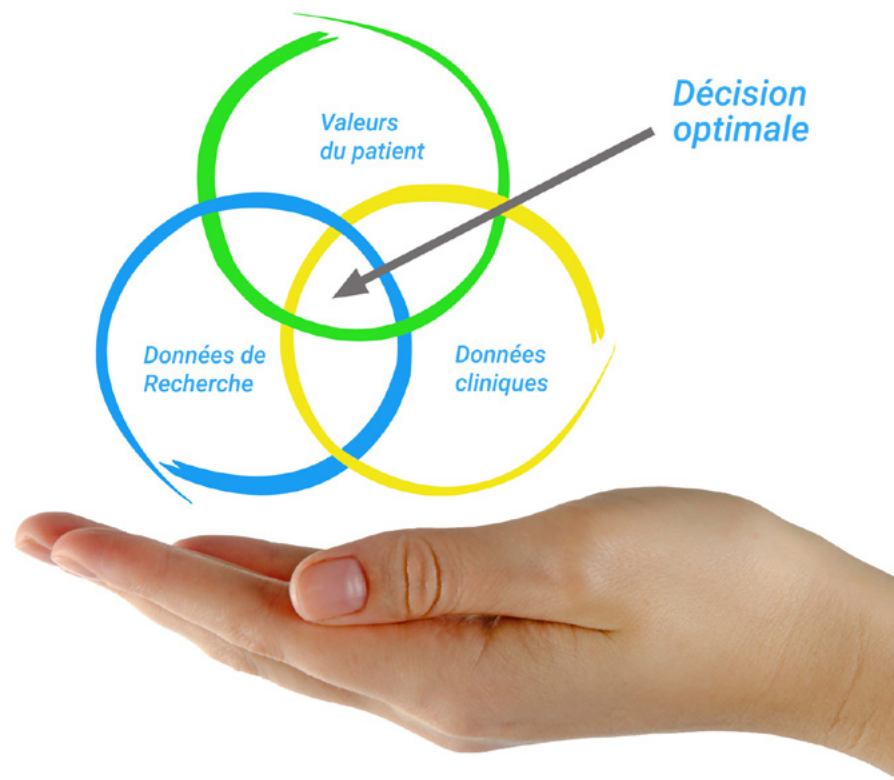 Valeurs
du patient
Décision
optimale
Données de
Recherche
Données
cliniques